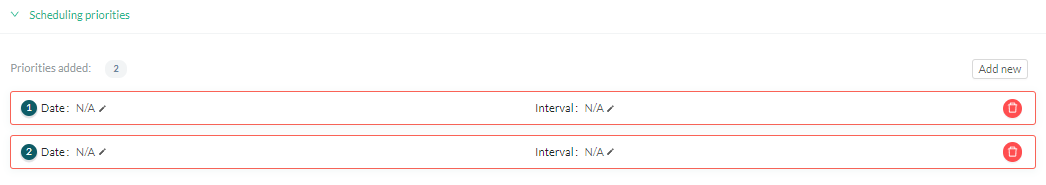 Scheduling priorities
Priorities added: 2
Add new
1 Date: N/A Interval: N/A
2 Date: N/A Interval: N/A